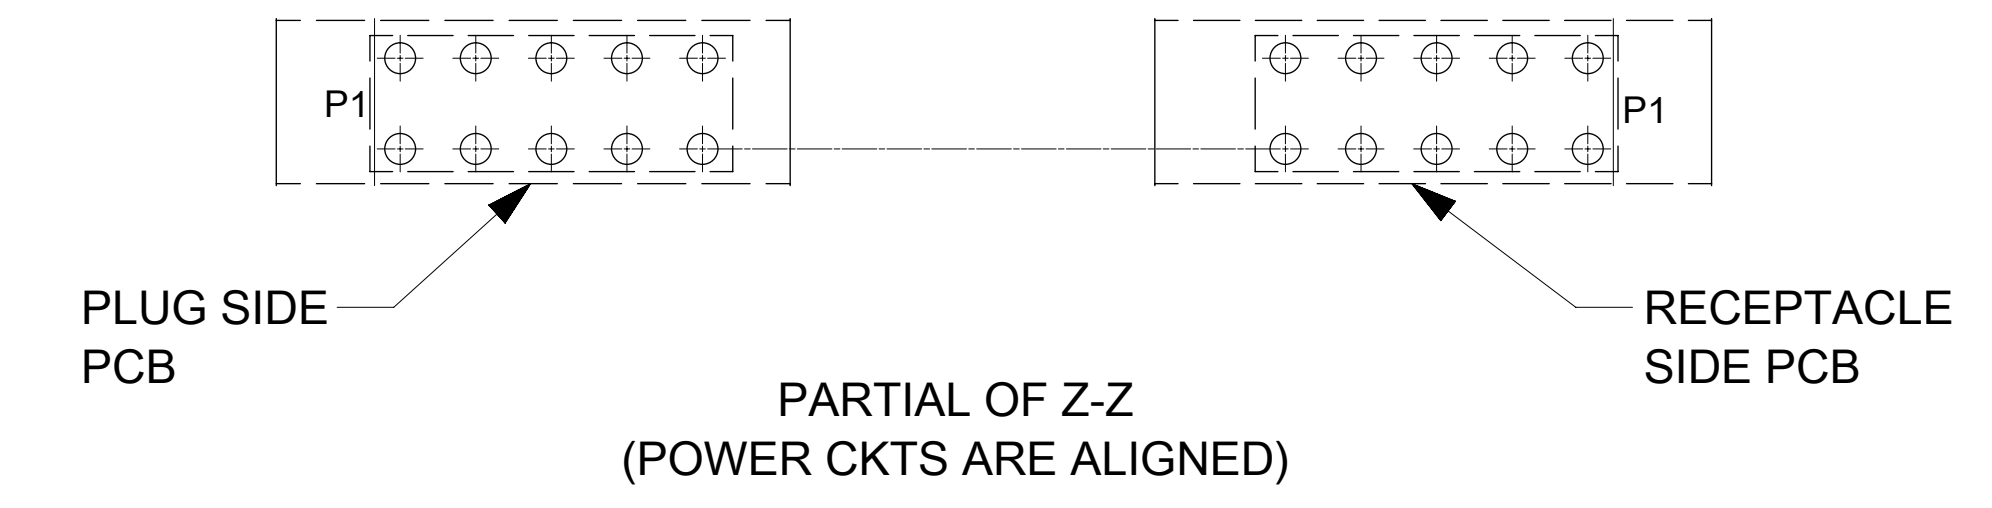 P1
P1
PLUG SIDE
PCB
RECEPTACLE
SIDE PCB
PARTIAL OF Z-Z
(POWER CKTS ARE ALIGNED)